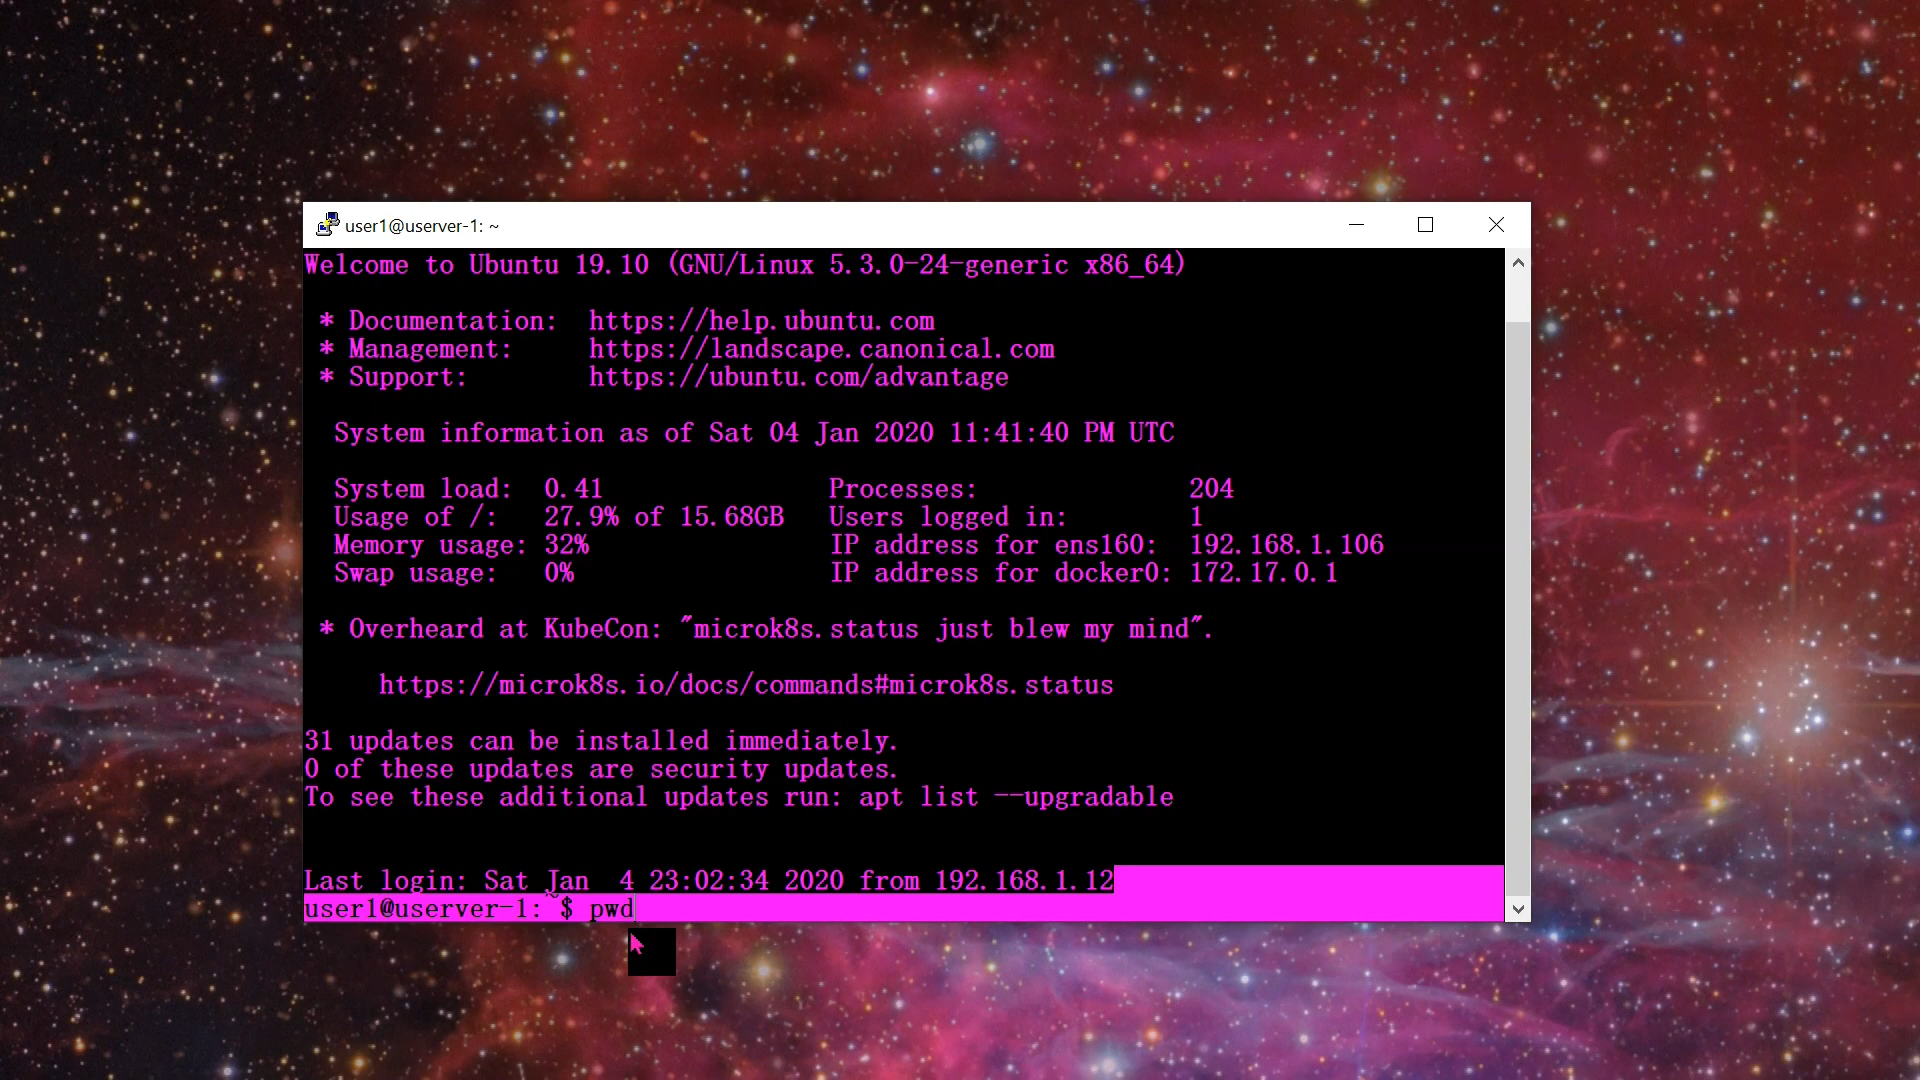 user1@userver-1: ~
Welcome to Ubuntu 19.10 (GNU/Linux 5.3.0-24-generic x86_64)
* Documentation: https://help.ubuntu.com
* Management: https://landscape.canonical.com
* Support: https://ubuntu.com/advantage
System information as of Sat 04 Jan 2020 11:41:40 PM UTC
System load: 0.41 Processes: 204
Usage of /: 27.9% of 15.68GB Users logged in: 1
Memory usage: 32% IP address for ens160: 192.168.1.106
Swap usage: 0% IP address for docker0: 172.17.0.1
* Overheard at KubeCon: "microk8s.status just blew my mind".
https://microk8s.io/docs/commands#microk8s.status
31 updates can be installed immediately.
0 of these updates are security updates.
To see these additional updates run: apt list --upgradable
Last login: Sat Jan  4 23:02:34 2020 from 192.168.1.12
user1@userver-1:~$ pwd